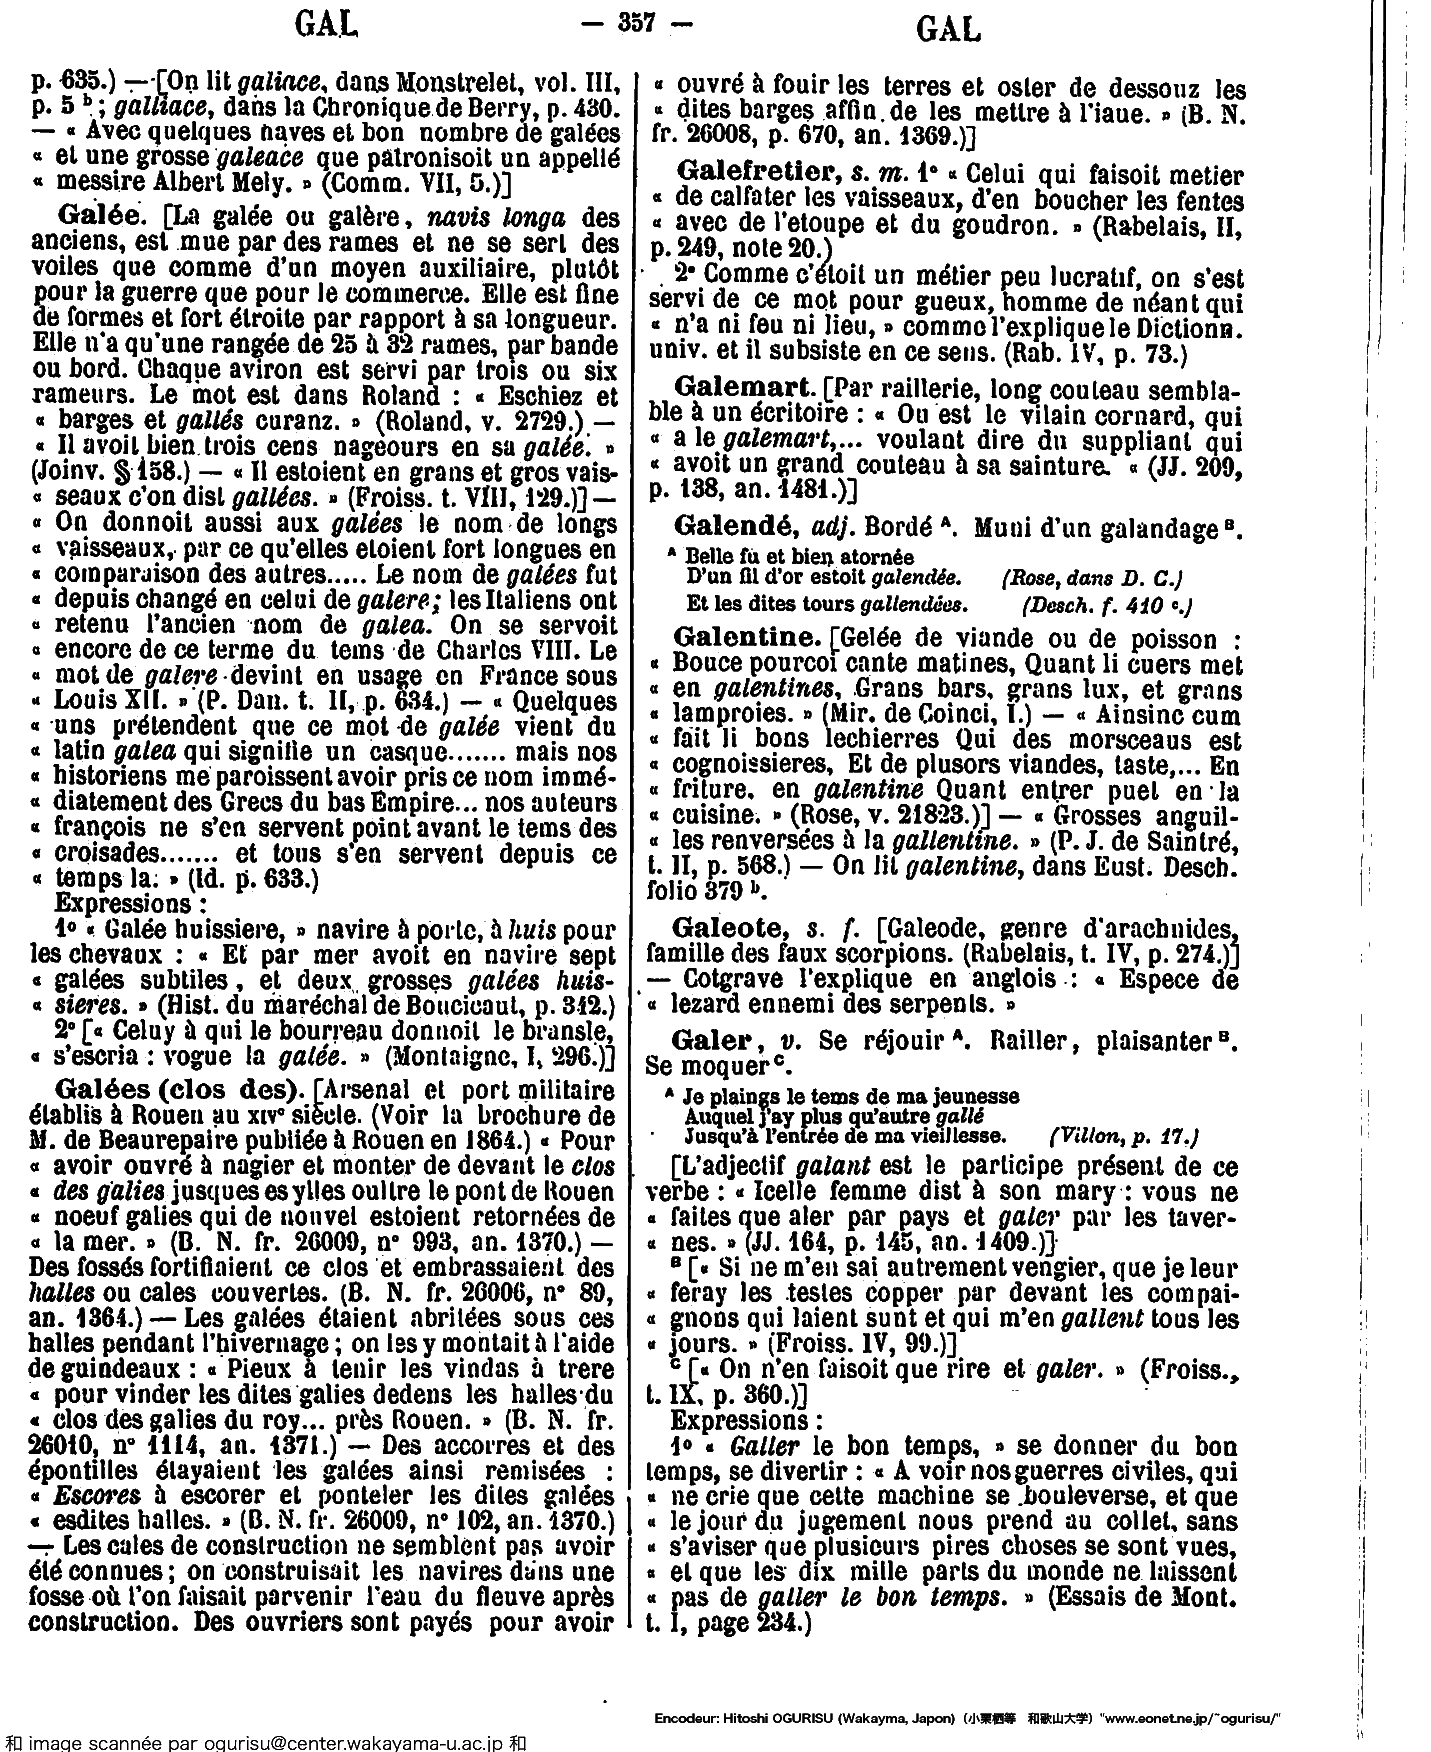 GAL — 357 — GAL
p. 635.) — [On lit galiace, dans Monstrelet, vol. III,
p. 5 b; galliace, dans la Chronique de Berry, p. 430.
— « Avec quelques naves et bon nombre de galées
« et une grosse galeace que patronisoit un appellé
« messire Albert Mely. » (Comm. VII, 5.)]
Galée. [La galée ou galère, navis longa des
anciens, est mue par des rames et ne se sert des
voiles que comme d'un moyen auxiliaire, plutôt
pour la guerre que pour le commerce. Elle est fine
de formes et fort étroite par rapport à sa longueur.
Elle n'a qu'une rangée de 25 à 32 rames, par bande
ou bord. Chaque aviron est servi par trois ou six
rameurs. Le mot est dans Roland : « Eschiez et
« barges et gallés curanz. » (Roland, v. 2729.) —
« Il avoit bien trois cens nageours en sa galée. »
(Joinv. § 158.) — « Il estoient en grans et gros vais-
« seaux c'on dist gallées. » (Froiss. t. VIII, 129.)] —
« On donnoit aussi aux galées le nom de longs
« vaisseaux, par ce qu'elles etoient fort longues en
« comparaison des autres..... Le nom de galées fut
« depuis changé en celui de galere; les Italiens ont
« retenu l'ancien nom de galea. On se servoit
« encore de ce terme du tems de Charles VIII. Le
« mot de galere devint en usage en France sous
« Louis XII. » (P. Dan. t. II, p. 634.) — « Quelques
« uns prétendent que ce mot de galée vient du
« latin galea qui signifie un casque....... mais nos
« historiens me paroissent avoir pris ce nom immé-
« diatement des Grecs du bas Empire... nos auteurs
« françois ne s'en servent point avant le tems des
« croisades....... et tous s'en servent depuis ce
« temps la. » (Id. p. 633.)
Expressions :
1º « Galée huissiere, » navire à porte, à huis pour
les chevaux : « Et par mer avoit en navire sept
« galées subtiles, et deux grosses galées huis-
« sieres. » (Hist. du maréchal de Boucicaut, p. 312.)
2º [« Celuy à qui le bourreau donnoit le bransle,
« s'escria : vogue la galée. » (Montaigne, I, 296.)]
Galées (clos des). [Arsenal et port militaire
établis à Rouen au XIVe siècle. (Voir la brochure de
M. de Beaurepaire publiée à Rouen en 1864.) « Pour
« avoir ouvré à nagier et monter de devant le clos
« des galies jusques es ylles oultre le pont de Rouen
« noeuf galies qui de nouvel estoient retornées de
« la mer. » (B. N. fr. 26009, nº 993, an. 1370.) —
Des fossés fortifiaient ce clos et embrassaient des
halles ou cales couvertes. (B. N. fr. 26006, nº 89,
an. 1364.) — Les galées étaient abritées sous ces
halles pendant l'hivernage ; on les y montait à l'aide
de guindeaux : « Pieux à tenir les vindas à trere
« pour vinder les dites galies dedens les halles du
« clos des galies du roy... près Rouen. » (B. N. fr.
26010, nº 1114, an. 1371.) — Des accorres et des
épontilles étayaient les galées ainsi remisées :
« Escores à escorer et ponteler les dites galées
« esdites halles. » (B. N. fr. 26009, nº 102, an. 1370.)
— Les cales de construction ne semblent pas avoir
été connues ; on construisait les navires dans une
fosse où l'on faisait parvenir l'eau du fleuve après
construction. Des ouvriers sont payés pour avoir
« ouvré à fouir les terres et oster de dessouz les
« dites barges affin de les mettre à l'iaue. » (B. N.
fr. 26008, p. 670, an. 1369.)]
Galefretier, s. m. 1º « Celui qui faisoit metier
« de calfater les vaisseaux, d'en boucher les fentes
« avec de l'etoupe et du goudron. » (Rabelais, II,
p. 249, note 20.)
2º Comme c'étoit un métier peu lucratif, on s'est
servi de ce mot pour gueux, homme de néant qui
« n'a ni feu ni lieu, » comme l'explique le Dictionn.
univ. et il subsiste en ce sens. (Rab. IV, p. 73.)
Galemart. [Par raillerie, long couteau sembla-
ble à un écritoire : « Ou est le vilain cornard, qui
« a le galemart,... voulant dire du suppliant qui
« avoit un grand couteau à sa sainture. « (JJ. 209,
p. 138, an. 1481.)]
Galendé, adj. Bordé A. Muni d'un galandage B.
A Belle fu et bien atornée
D'un fil d'or estoit galendée. (Rose, dans D. C.)
Et les dites tours gallendées. (Desch. f. 410 c.)
Galentine. [Gelée de viande ou de poisson :
« Bouce pourcoi cante matines, Quant li cuers met
« en galentines, Grans bars, grans lux, et grans
« lamproies. » (Mir. de Coinci, I.) — « Ainsinc cum
« fait li bons lechierres Qui des morsceaus est
« cognoissieres, Et de plusors viandes, taste,... En
« friture, en galentine Quant entrer puet en la
« cuisine. » (Rose, v. 21823.)] — « Grosses anguil-
« les renversées à la gallentine. » (P. J. de Saintré,
t. II, p. 568.) — On lit galentine, dans Eust. Desch.
folio 379 b.
Galeote, s. f. [Galeode, genre d'arachnides,
famille des faux scorpions. (Rabelais, t. IV, p. 274.)]
— Cotgrave l'explique en anglois : « Espece de
« lezard ennemi des serpents. »
Galer, v. Se réjouir A. Railler, plaisanter B.
Se moquer C.
A Je plaings le tems de ma jeunesse
Auquel j'ay plus qu'autre gallé
Jusqu'à l'entrée de ma vieillesse. (Villon, p. 17.)
[L'adjectif galant est le participe présent de ce
verbe : « Icelle femme dist à son mary : vous ne
« faites que aler par pays et galer par les taver-
« nes. » (JJ. 164, p. 145, an. 1409.)]
B [« Si ne m'en sai autrement vengier, que je leur
« feray les testes copper par devant les compai-
« gnons qui laient sunt et qui m'en gallent tous les
« jours. » (Froiss. IV, 99.)]
C [« On n'en faisoit que rire et galer. » (Froiss.,
t. IX, p. 360.)]
Expressions :
1º « Galler le bon temps, » se donner du bon
temps, se divertir : « A voir nos guerres civiles, qui
« ne crie que cette machine se bouleverse, et que
« le jour du jugement nous prend au collet, sans
« s'aviser que plusieurs pires choses se sont vues,
« et que les dix mille parts du monde ne laissent
« pas de galler le bon temps. » (Essais de Mont.
t. I, page 234.)
Encodeur: Hitoshi OGURISU (Wakayma, Japon) (小栗栖等 和歌山大学) "www.eonet.ne.jp/~ogurisu/"
和 image scannée par ogurisu@center.wakayama-u.ac.jp 和